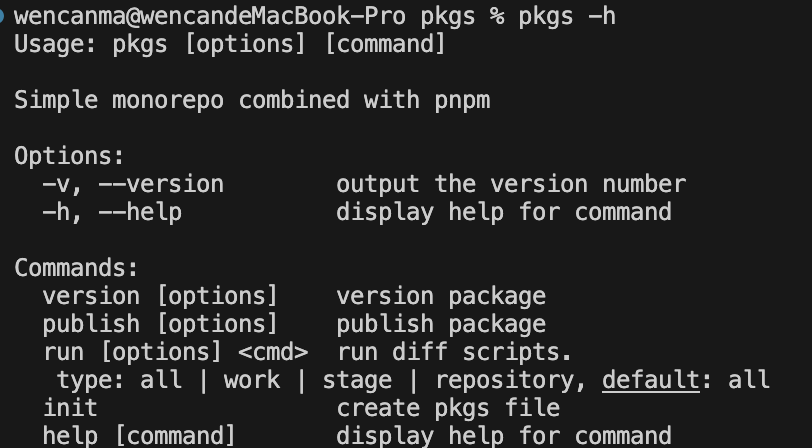 wencanma@wencandeMacBook-Pro pkgs % pkgs -h
Usage: pkgs [options] [command]

Simple monorepo combined with pnpm

Options:
  -v, --version        output the version number
  -h, --help           display help for command

Commands:
  version [options]    version package
  publish [options]    publish package
  run [options] <cmd>  run diff scripts.
   type: all | work | stage | repository, default: all
  init                 create pkgs file
  help [command]       display help for command